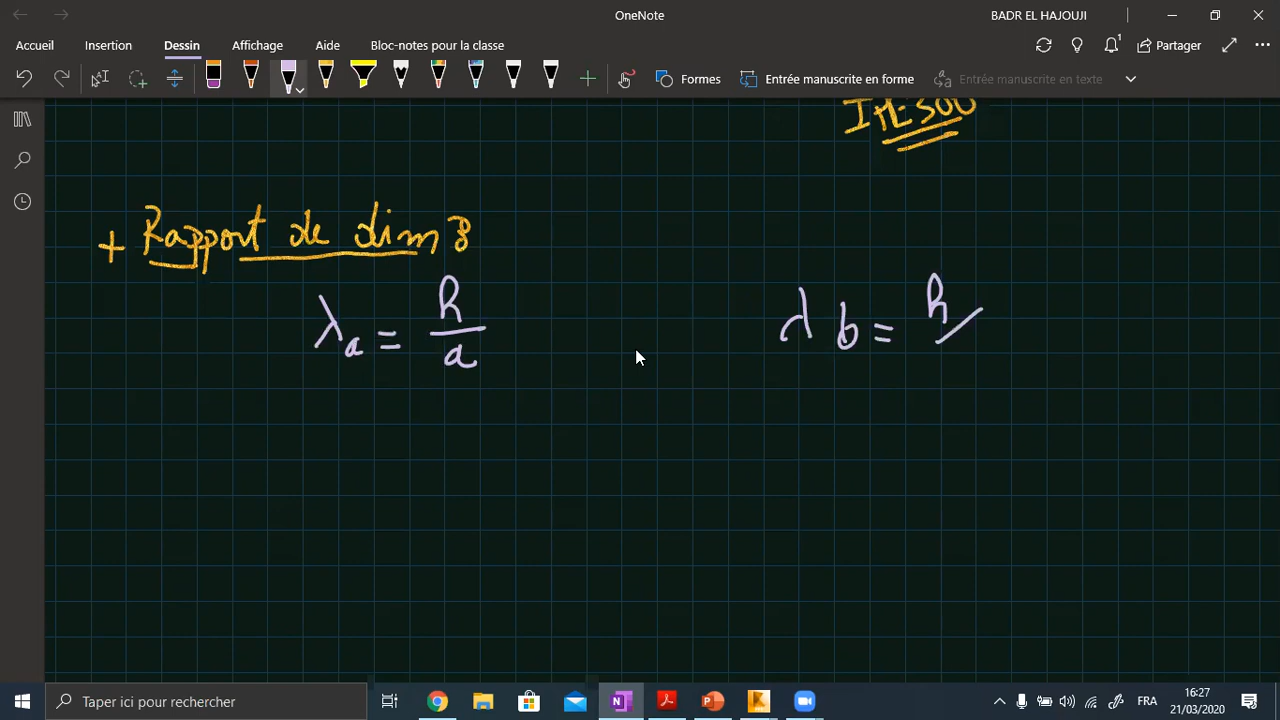 OneNote
BADR EL HAJOUJI
Accueil Insertion Dessin Affichage Aide Bloc-notes pour la classe
Partager
Formes Entrée manuscrite en forme Entrée manuscrite en texte
+ Rapport de dim :
λa = h/a
λ b = h/
Taper ici pour rechercher
FRA
16:27
21/03/2020